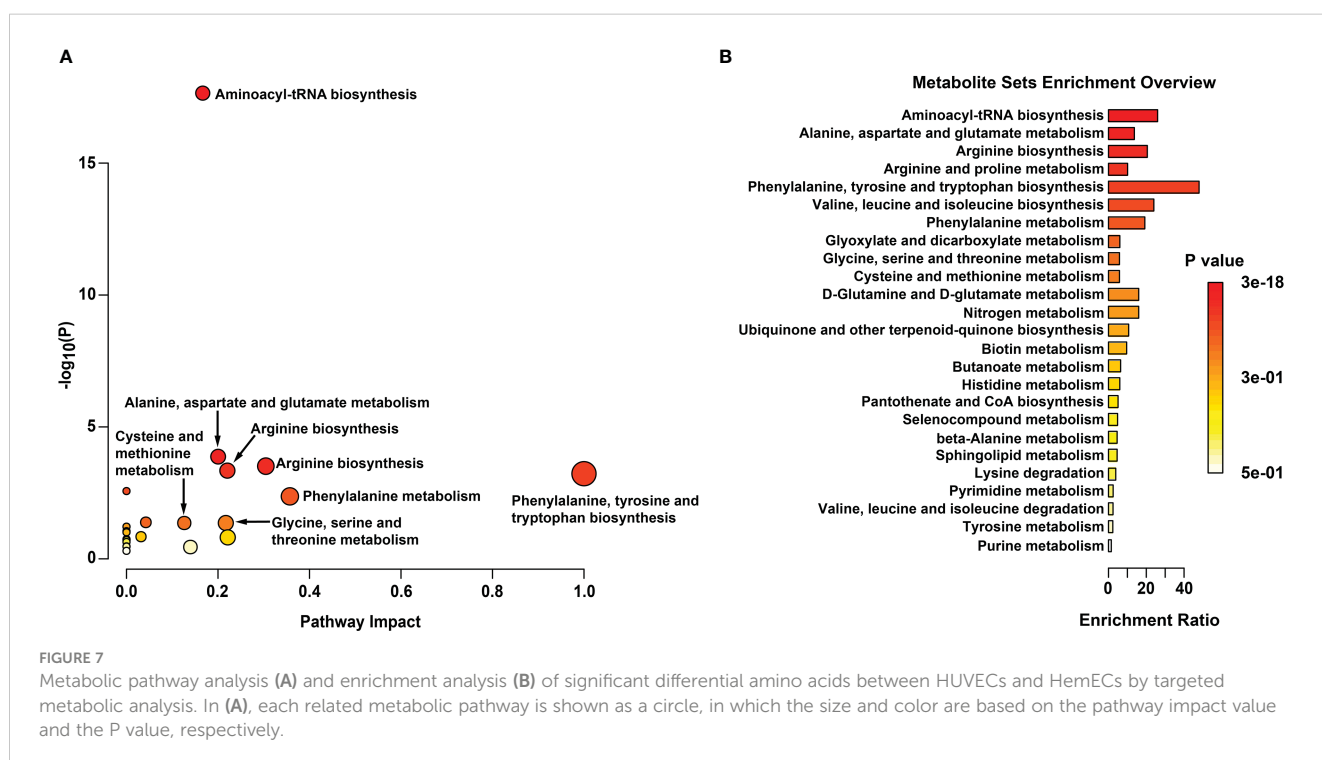 A
Aminoacyl-tRNA biosynthesis
15
10
5
0
-log10(P)
Alanine, aspartate and glutamate metabolism
Cysteine and
methionine
metabolism
Arginine biosynthesis
Arginine biosynthesis
Phenylalanine metabolism
Phenylalanine, tyrosine and
tryptophan biosynthesis
Glycine, serine and
threonine metabolism
0.0 0.2 0.4 0.6 0.8 1.0
Pathway Impact
B
Metabolite Sets Enrichment Overview
Aminoacyl-tRNA biosynthesis
Alanine, aspartate and glutamate metabolism
Arginine biosynthesis
Arginine and proline metabolism
Phenylalanine, tyrosine and tryptophan biosynthesis
Valine, leucine and isoleucine biosynthesis
Phenylalanine metabolism
Glyoxylate and dicarboxylate metabolism
Glycine, serine and threonine metabolism
Cysteine and methionine metabolism
D-Glutamine and D-glutamate metabolism
Nitrogen metabolism
Ubiquinone and other terpenoid-quinone biosynthesis
Biotin metabolism
Butanoate metabolism
Histidine metabolism
Pantothenate and CoA biosynthesis
Selenocompound metabolism
beta-Alanine metabolism
Sphingolipid metabolism
Lysine degradation
Pyrimidine metabolism
Valine, leucine and isoleucine degradation
Tyrosine metabolism
Purine metabolism
0 20 40
Enrichment Ratio
P value
3e-18
3e-01
5e-01
FIGURE 7
Metabolic pathway analysis (A) and enrichment analysis (B) of significant differential amino acids between HUVECs and HemECs by targeted
metabolic analysis. In (A), each related metabolic pathway is shown as a circle, in which the size and color are based on the pathway impact value
and the P value, respectively.